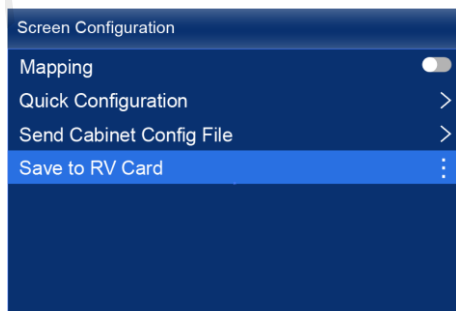 Screen Configuration
Mapping
Quick Configuration
Send Cabinet Config File
Save to RV Card